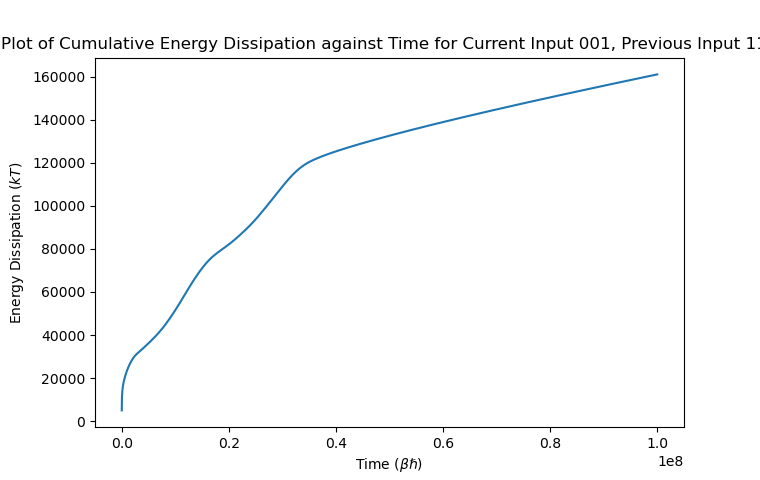 Plot of Cumulative Energy Dissipation against Time for Current Input 001, Previous Input 11
160000
140000
120000
100000
80000
60000
40000
20000
0
Energy Dissipation (kT)
0.0 0.2 0.4 0.6 0.8 1.0
1e8
Time (βħ)